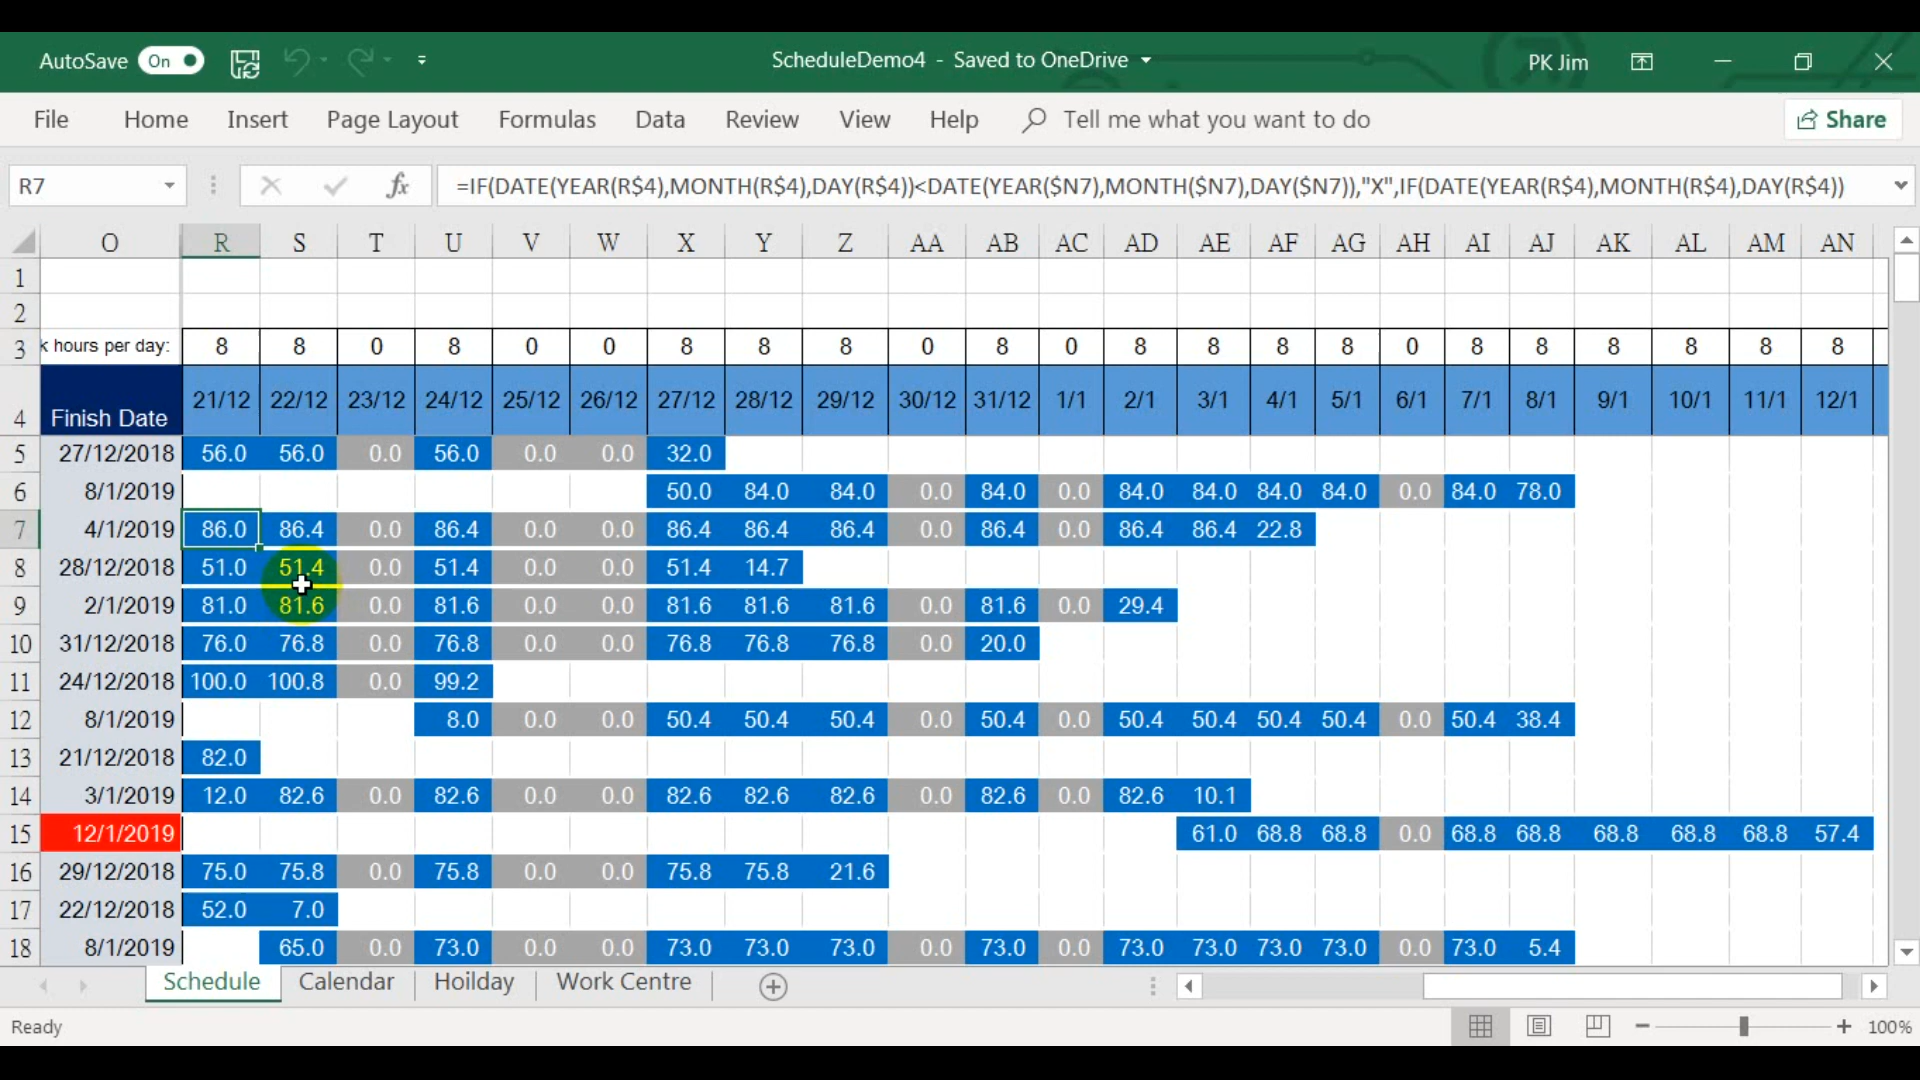 AutoSave On ScheduleDemo4 - Saved to OneDrive PK Jim
File Home Insert Page Layout Formulas Data Review View Help Tell me what you want to do Share
R7 fx =IF(DATE(YEAR(R$4),MONTH(R$4),DAY(R$4))<DATE(YEAR($N7),MONTH($N7),DAY($N7)),"X",IF(DATE(YEAR(R$4),MONTH(R$4),DAY(R$4))
O R S T U V W X Y Z AA AB AC AD AE AF AG AH AI AJ AK AL AM AN
1
2
3 k hours per day: 8 8 0 8 0 0 8 8 8 0 8 0 8 8 8 8 0 8 8 8 8 8 8
4 Finish Date 21/12 22/12 23/12 24/12 25/12 26/12 27/12 28/12 29/12 30/12 31/12 1/1 2/1 3/1 4/1 5/1 6/1 7/1 8/1 9/1 10/1 11/1 12/1
5 27/12/2018 56.0 56.0 0.0 56.0 0.0 0.0 32.0
6 8/1/2019 50.0 84.0 84.0 0.0 84.0 0.0 84.0 84.0 84.0 84.0 0.0 84.0 78.0
7 4/1/2019 86.0 86.4 0.0 86.4 0.0 0.0 86.4 86.4 86.4 0.0 86.4 0.0 86.4 86.4 22.8
8 28/12/2018 51.0 51.4 0.0 51.4 0.0 0.0 51.4 14.7
9 2/1/2019 81.0 81.6 0.0 81.6 0.0 0.0 81.6 81.6 81.6 0.0 81.6 0.0 29.4
10 31/12/2018 76.0 76.8 0.0 76.8 0.0 0.0 76.8 76.8 76.8 0.0 20.0
11 24/12/2018 100.0 100.8 0.0 99.2
12 8/1/2019 8.0 0.0 0.0 50.4 50.4 50.4 0.0 50.4 0.0 50.4 50.4 50.4 50.4 0.0 50.4 38.4
13 21/12/2018 82.0
14 3/1/2019 12.0 82.6 0.0 82.6 0.0 0.0 82.6 82.6 82.6 0.0 82.6 0.0 82.6 10.1
15 12/1/2019 61.0 68.8 68.8 0.0 68.8 68.8 68.8 68.8 68.8 57.4
16 29/12/2018 75.0 75.8 0.0 75.8 0.0 0.0 75.8 75.8 21.6
17 22/12/2018 52.0 7.0
18 8/1/2019 65.0 0.0 73.0 0.0 0.0 73.0 73.0 73.0 0.0 73.0 0.0 73.0 73.0 73.0 73.0 0.0 73.0 5.4
Schedule Calendar Hoilday Work Centre
Ready 100%